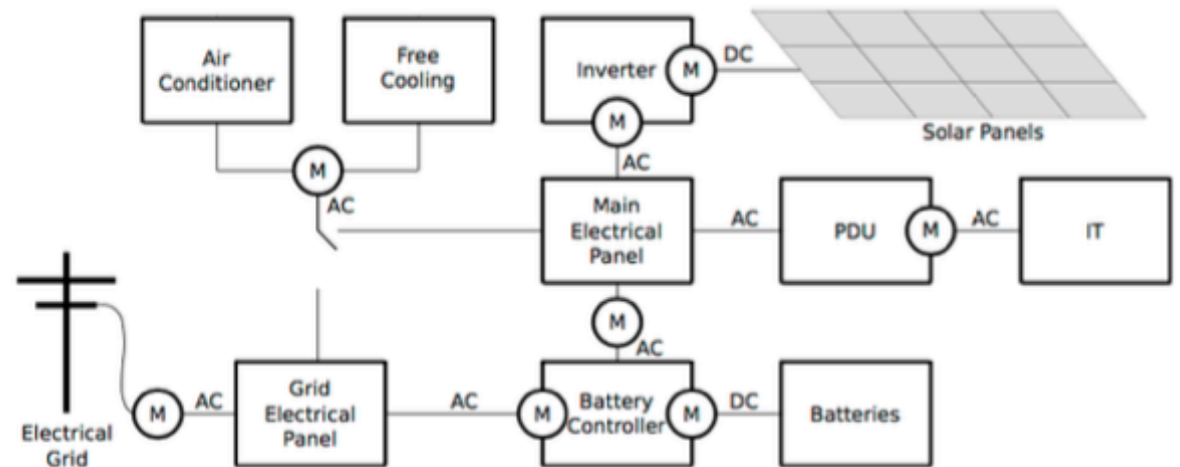 Air
Conditioner
Free
Cooling
Inverter
M
DC
Solar Panels
M
AC
M
AC
Main
Electrical
Panel
AC
PDU
M
AC
IT
M
AC
Electrical
Grid
M
AC
Grid
Electrical
Panel
AC
M
Battery
Controller
M
DC
Batteries